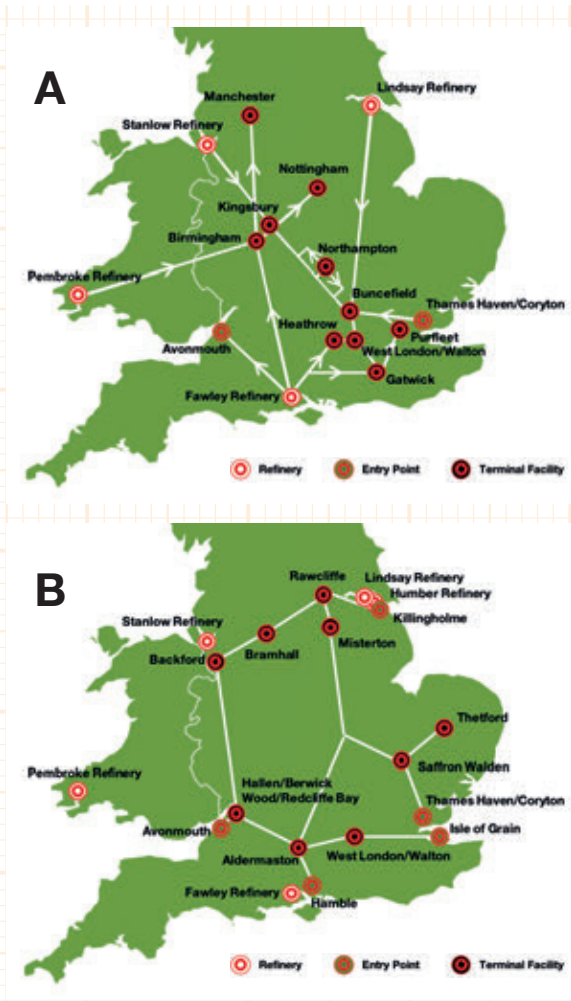 A
Lindsay Refinery
Manchester
Stanlow Refinery
Nottingham
Kingsbury
Birmingham
Northampton
Pembroke Refinery
Buncefield
Thames Haven/Coryton
Heathrow
Purfleet
Avonmouth
West London/Walton
Gatwick
Fawley Refinery
Refinery
Entry Point
Terminal Facility
B
Rawcliffe
Lindsay Refinery
Humber Refinery
Killingholme
Stanlow Refinery
Misterton
Backford
Bramhall
Thetford
Saffron Walden
Pembroke Refinery
Hallen/Berwick
Wood/Redcliffe Bay
Thames Haven/Coryton
Avonmouth
Isle of Grain
Aldermaston
West London/Walton
Fawley Refinery
Hamble
Refinery
Entry Point
Terminal Facility